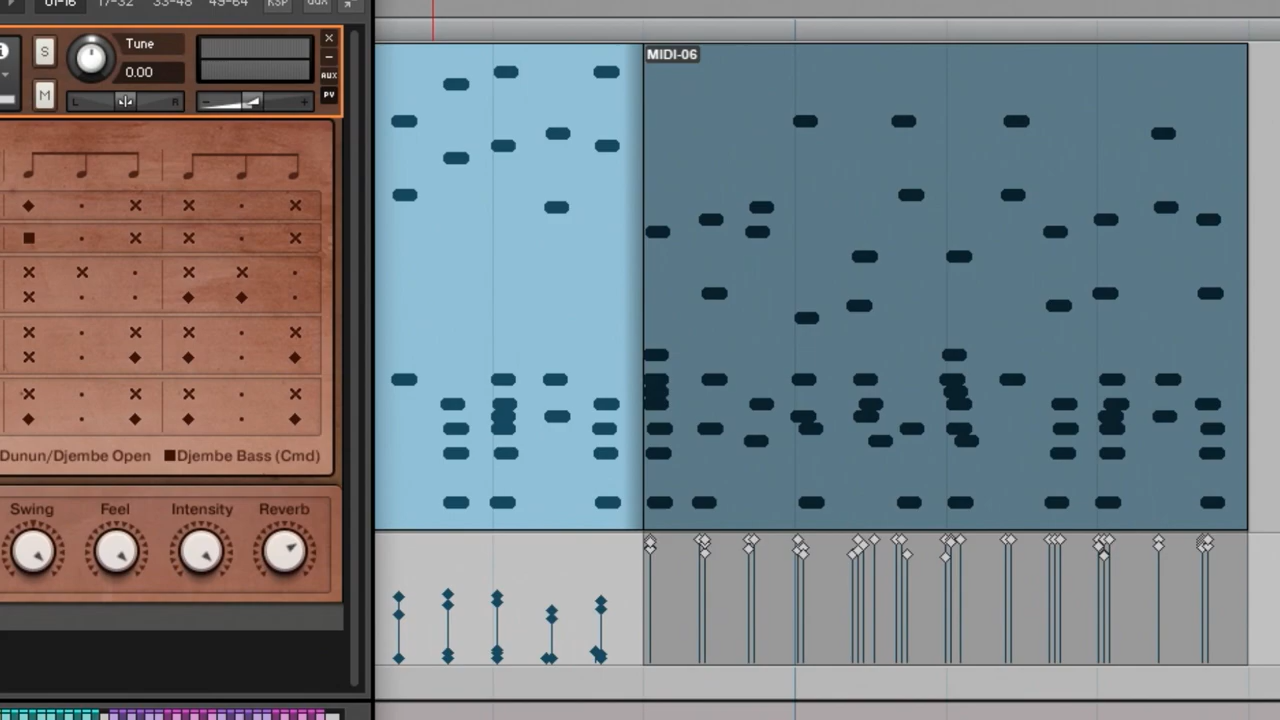 01-16 17-32 33-48 49-64 KSP aux
S Tune
0.00
AUX
M L R - + PV
MIDI-06
Dunun/Djembe Open Djembe Bass (Cmd)
Swing Feel Intensity Reverb